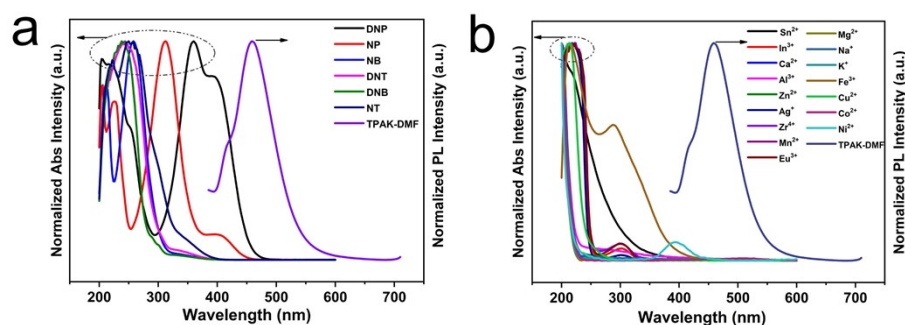 a
Normalized Abs Intensity (a.u.)
DNP
NP
NB
DNT
DNB
NT
TPAK-DMF
Normalized PL Intensity (a.u.)
200 300 400 500 600 700
Wavelength (nm)
b
Normalized Abs Intensity (a.u.)
Sn²⁺ Mg²⁺
In³⁺ Na⁺
Ca²⁺ K⁺
Al³⁺ Fe³⁺
Zn²⁺ Cu²⁺
Ag⁺ Co²⁺
Zr⁴⁺ Ni²⁺
Mn²⁺ TPAK-DMF
Eu³⁺
Normalized PL Intensity (a.u.)
200 300 400 500 600 700
Wavelength (nm)